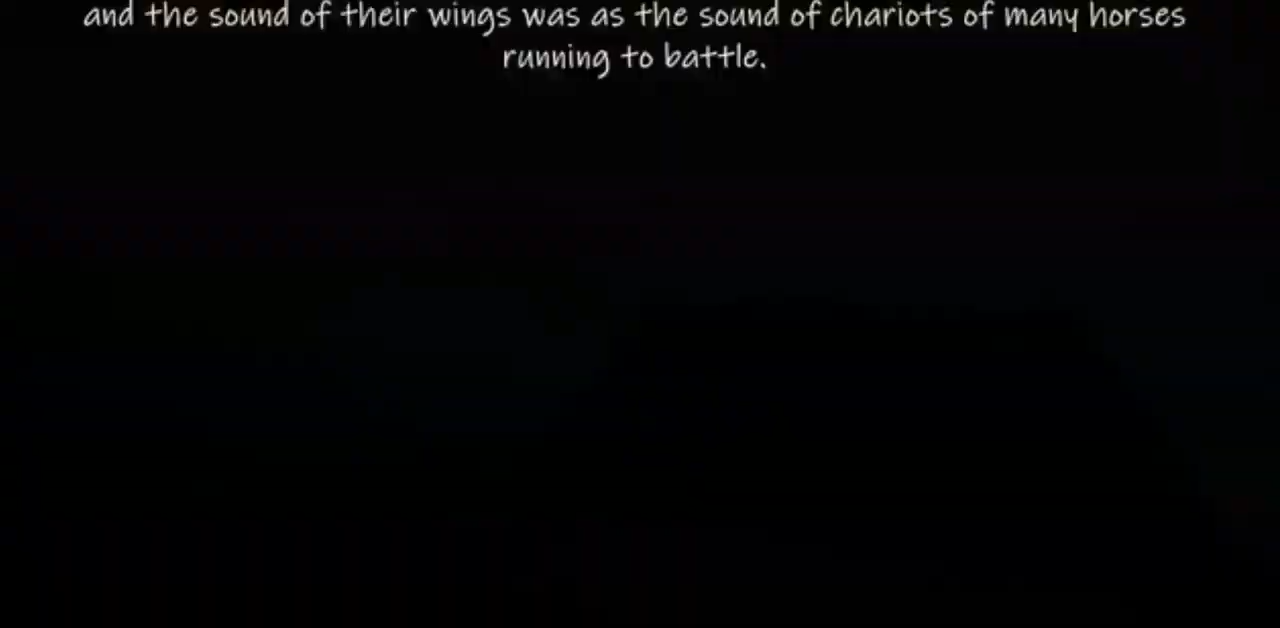 and the sound of their wings was as the sound of chariots of many horses
running to battle.